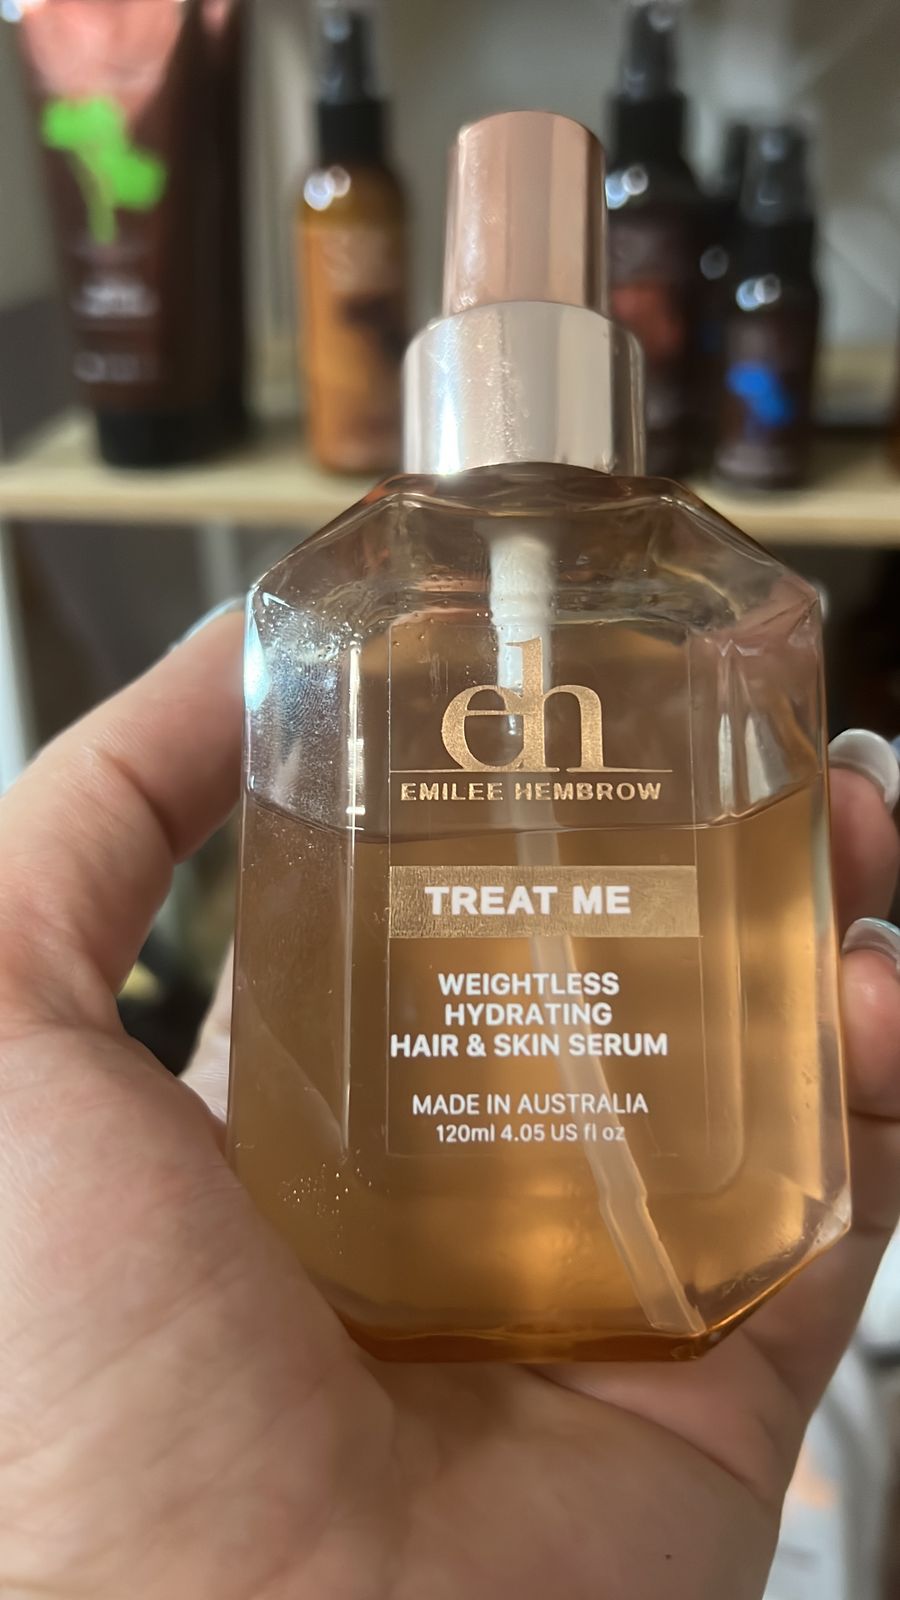 eh
EMILEE HEMBROW
TREAT ME
WEIGHTLESS
HYDRATING
HAIR & SKIN SERUM
MADE IN AUSTRALIA
120ml 4.05 US fl oz